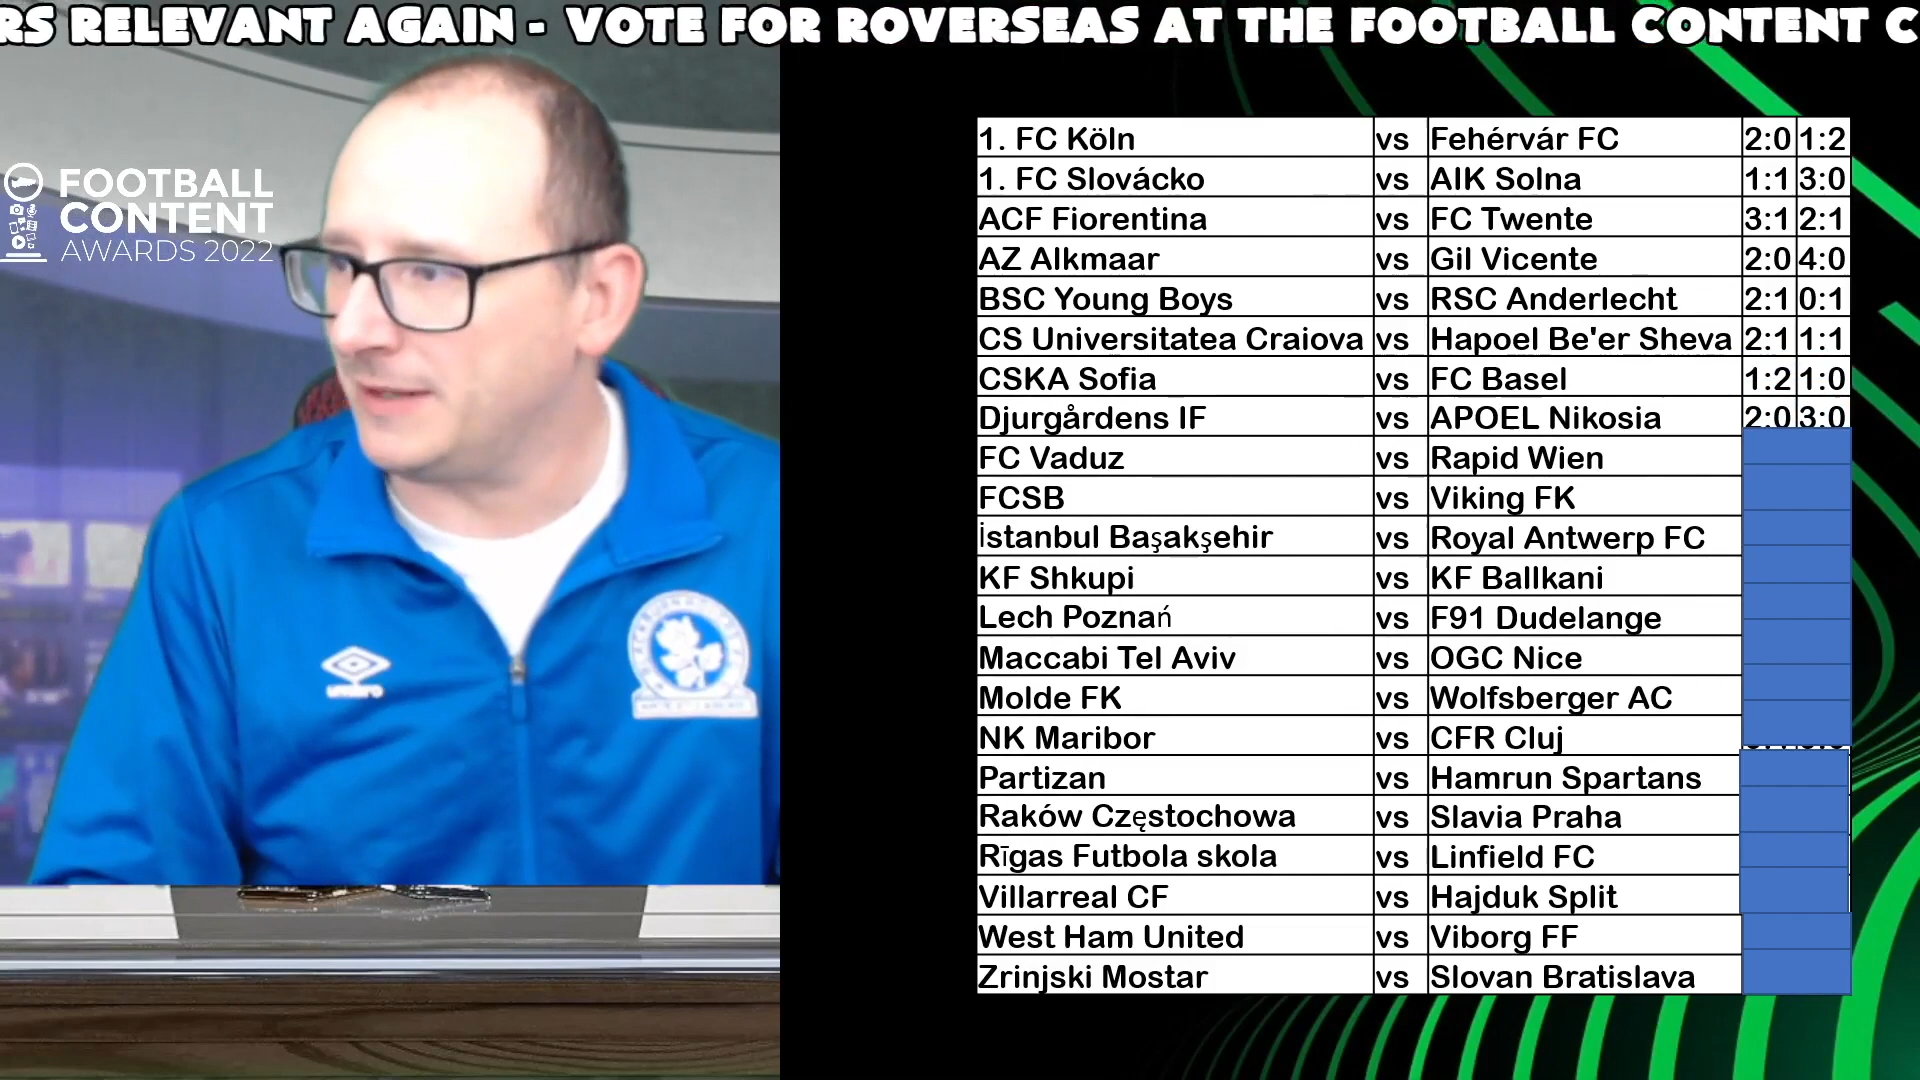 RS RELEVANT AGAIN - VOTE FOR ROVERSEAS AT THE FOOTBALL CONTENT C
FOOTBALL
CONTENT
AWARDS 2022
umbro
1. FC Köln vs Fehérvár FC 2:0 1:2
1. FC Slovácko vs AIK Solna 1:1 3:0
ACF Fiorentina vs FC Twente 3:1 2:1
AZ Alkmaar vs Gil Vicente 2:0 4:0
BSC Young Boys vs RSC Anderlecht 2:1 0:1
CS Universitatea Craiova vs Hapoel Be'er Sheva 2:1 1:1
CSKA Sofia vs FC Basel 1:2 1:0
Djurgårdens IF vs APOEL Nikosia 2:0 3:0
FC Vaduz vs Rapid Wien
FCSB vs Viking FK
İstanbul Başakşehir vs Royal Antwerp FC
KF Shkupi vs KF Ballkani
Lech Poznań vs F91 Dudelange
Maccabi Tel Aviv vs OGC Nice
Molde FK vs Wolfsberger AC
NK Maribor vs CFR Cluj
Partizan vs Hamrun Spartans
Raków Częstochowa vs Slavia Praha
Rīgas Futbola skola vs Linfield FC
Villarreal CF vs Hajduk Split
West Ham United vs Viborg FF
Zrinjski Mostar vs Slovan Bratislava